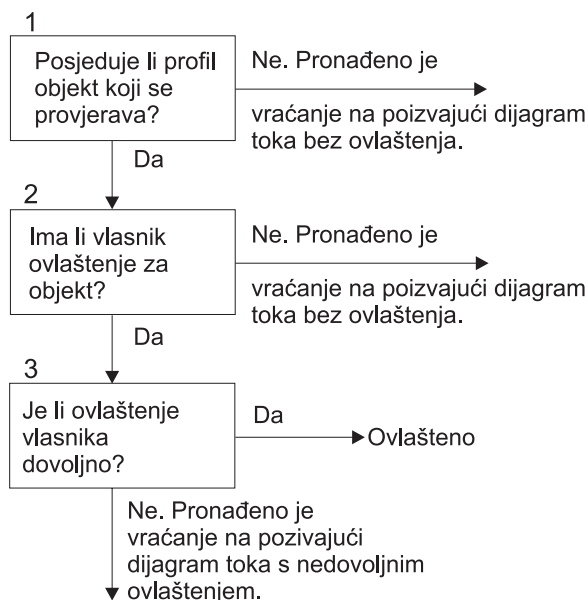 1
Posjeduje li profil
objekt koji se
provjerava?
Ne. Pronađeno je
vraćanje na poizvajući dijagram
toka bez ovlaštenja.
Da
2
Ima li vlasnik
ovlaštenje za
objekt?
Ne. Pronađeno je
vraćanje na poizvajući dijagram
toka bez ovlaštenja.
Da
3
Je li ovlaštenje
vlasnika
dovoljno?
Da
Ovlašteno
Ne. Pronađeno je
vraćanje na pozivajući
dijagram toka s nedovoljnim
ovlaštenjem.